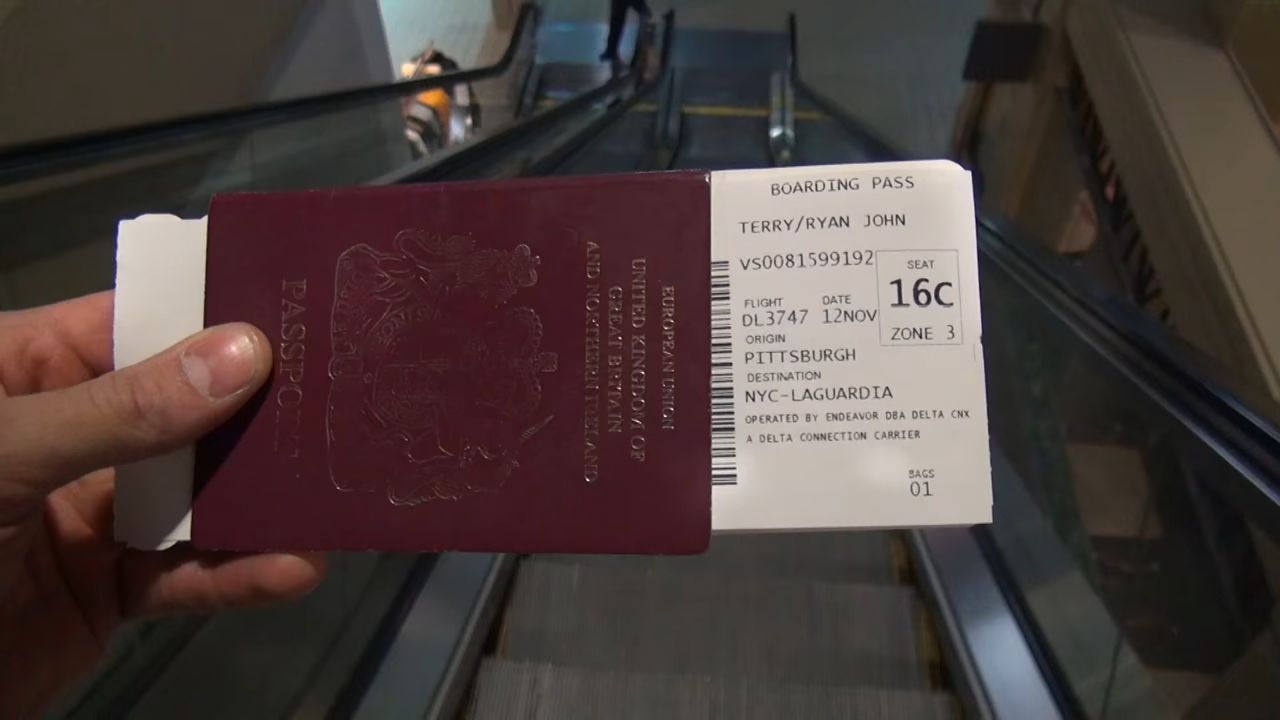 EUROPEAN UNION
UNITED KINGDOM OF
GREAT BRITAIN
AND NORTHERN IRELAND
PASSPORT
BOARDING PASS
TERRY/RYAN JOHN
VS0081599192
SEAT
16C
ZONE 3
FLIGHT DATE
DL3747 12NOV
ORIGIN
PITTSBURGH
DESTINATION
NYC-LAGUARDIA
OPERATED BY ENDEAVOR DBA DELTA CNX
A DELTA CONNECTION CARRIER
BAGS
01